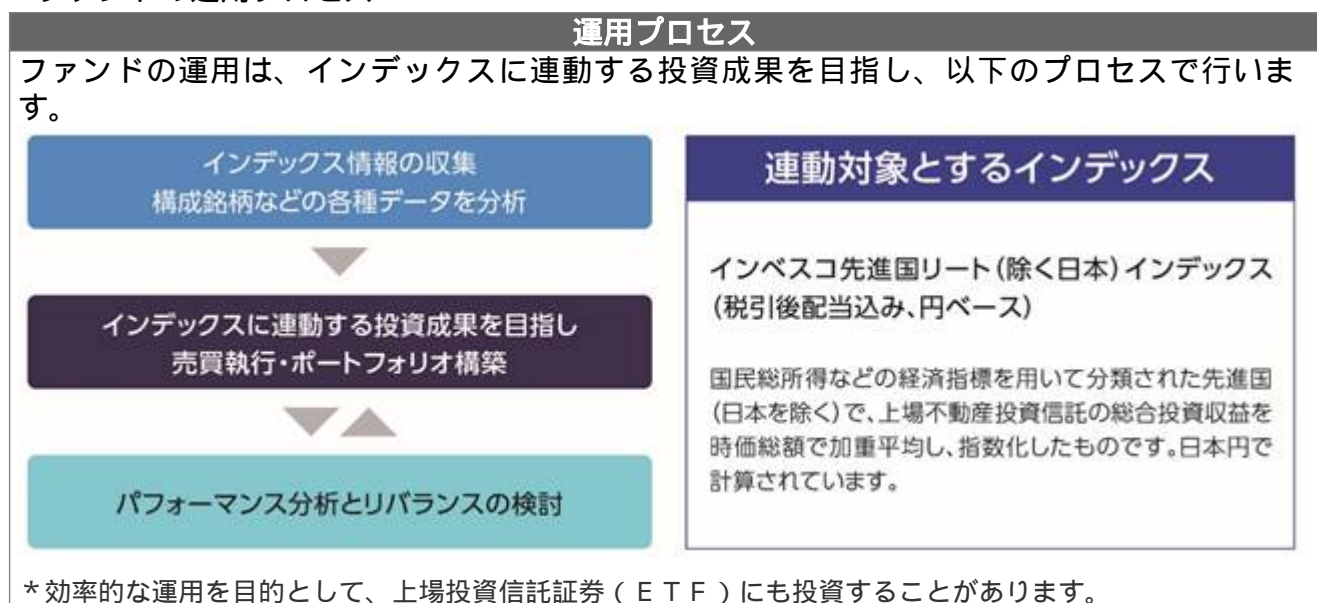 運用プロセス
ファンドの運用は、インデックスに連動する投資成果を目指し、以下のプロセスで行いま
す。
インデックス情報の収集
構成銘柄などの各種データを分析
インデックスに連動する投資成果を目指し
売買執行・ポートフォリオ構築
パフォーマンス分析とリバランスの検討
連動対象とするインデックス
インベスコ先進国リート(除く日本)インデックス
(税引後配当込み、円ベース)
国民総所得などの経済指標を用いて分類された先進国
(日本を除く)で、上場不動産投資信託の総合投資収益を
時価総額で加重平均し、指数化したものです。日本円で
計算されています。
*効率的な運用を目的として、上場投資信託証券(ETF)にも投資することがあります。